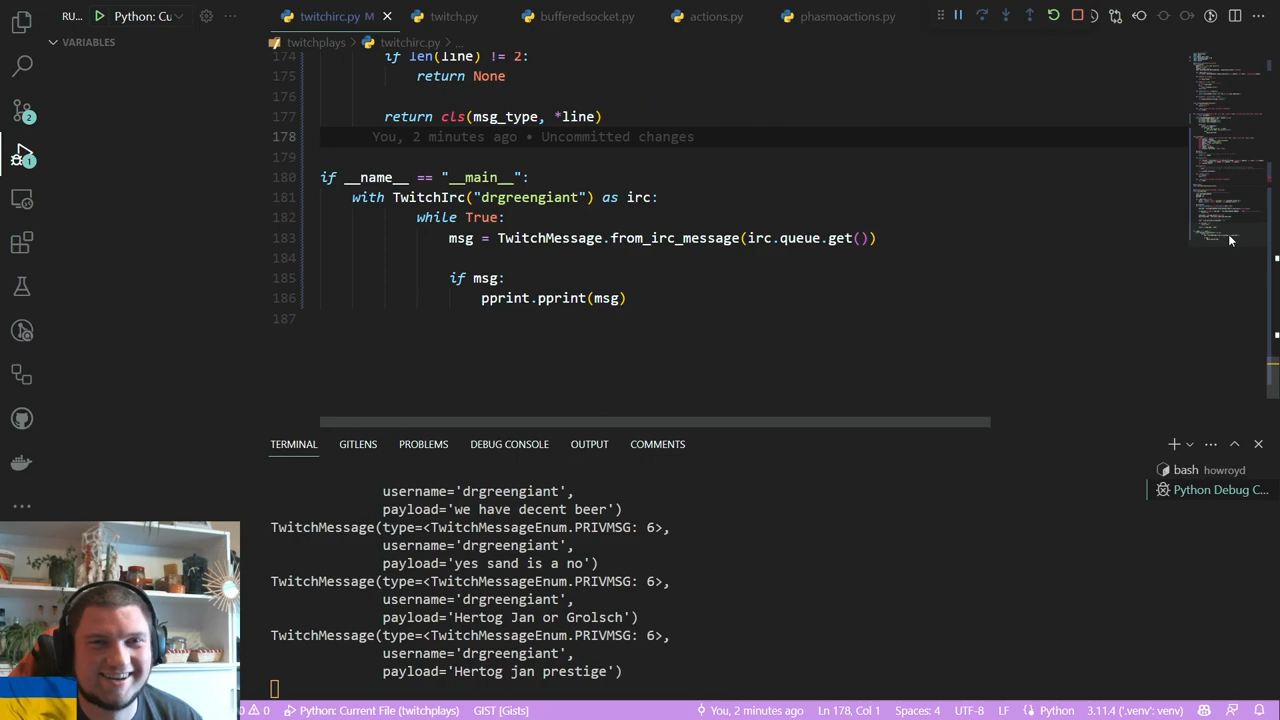 RU...
Python: Cu
twitchirc.py M
twitch.py
bufferedsocket.py
actions.py
phasmoactions.py
VARIABLES
twitchplays > twitchirc.py > ...
174 if len(line) != 2:
175 return None
176
177 return cls(msg_type, *line)
178 You, 2 minutes ago • Uncommitted changes
179
180 if __name__ == "__main__":
181 with TwitchIrc("drgreengiant") as irc:
182 while True:
183 msg = TwitchMessage.from_irc_message(irc.queue.get())
184
185 if msg:
186 pprint.pprint(msg)
187
2
1
TERMINAL GITLENS PROBLEMS DEBUG CONSOLE OUTPUT COMMENTS
bash howroyd
Python Debug C...
username='drgreengiant',
payload='we have decent beer')
TwitchMessage(type=<TwitchMessageEnum.PRIVMSG: 6>,
username='drgreengiant',
payload='yes sand is a no')
TwitchMessage(type=<TwitchMessageEnum.PRIVMSG: 6>,
username='drgreengiant',
payload='Hertog Jan or Grolsch')
TwitchMessage(type=<TwitchMessageEnum.PRIVMSG: 6>,
username='drgreengiant',
payload='Hertog jan prestige')
0 0 Python: Current File (twitchplays) GIST [Gists] You, 2 minutes ago Ln 178, Col 1 Spaces: 4 UTF-8 LF Python 3.11.4 ('.venv': venv)